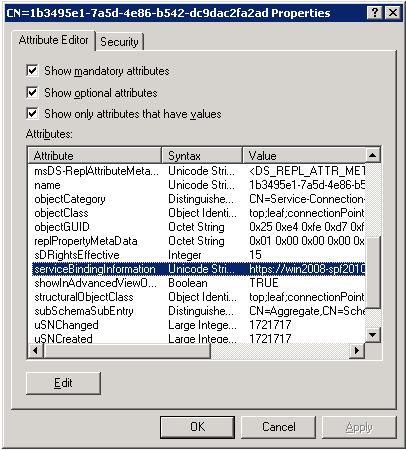 CN=1b3495e1-7a5d-4e86-b542-dc9dac2fa2ad Properties
Attribute Editor Security
Show mandatory attributes
Show optional attributes
Show only attributes that have values
Attributes:
Attribute Syntax Value
msDS-ReplAttributeMeta... Unicode Stri... <DS_REPL_ATTR_MET
name Unicode Stri... 1b3495e1-7a5d-4e86-b5
objectCategory Distinguishe... CN=Service-Connection-
objectClass Object Identi... top;leaf;connectionPoint
objectGUID Octet String 0x25 0xe4 0xfe 0xd7 0xf
replPropertyMetaData Octet String 0x01 0x00 0x00 0x00 0x
sDRightsEffective Integer 15
serviceBindingInformation Unicode Stri... https://win2008-spf2010
showInAdvancedViewO... Boolean TRUE
structuralObjectClass Object Identi... top;leaf;connectionPoint
subSchemaSubEntry Distinguishe... CN=Aggregate,CN=Sche
uSNChanged Large Intege... 1721717
uSNCreated Large Intege... 1721717
Edit
OK Cancel Apply